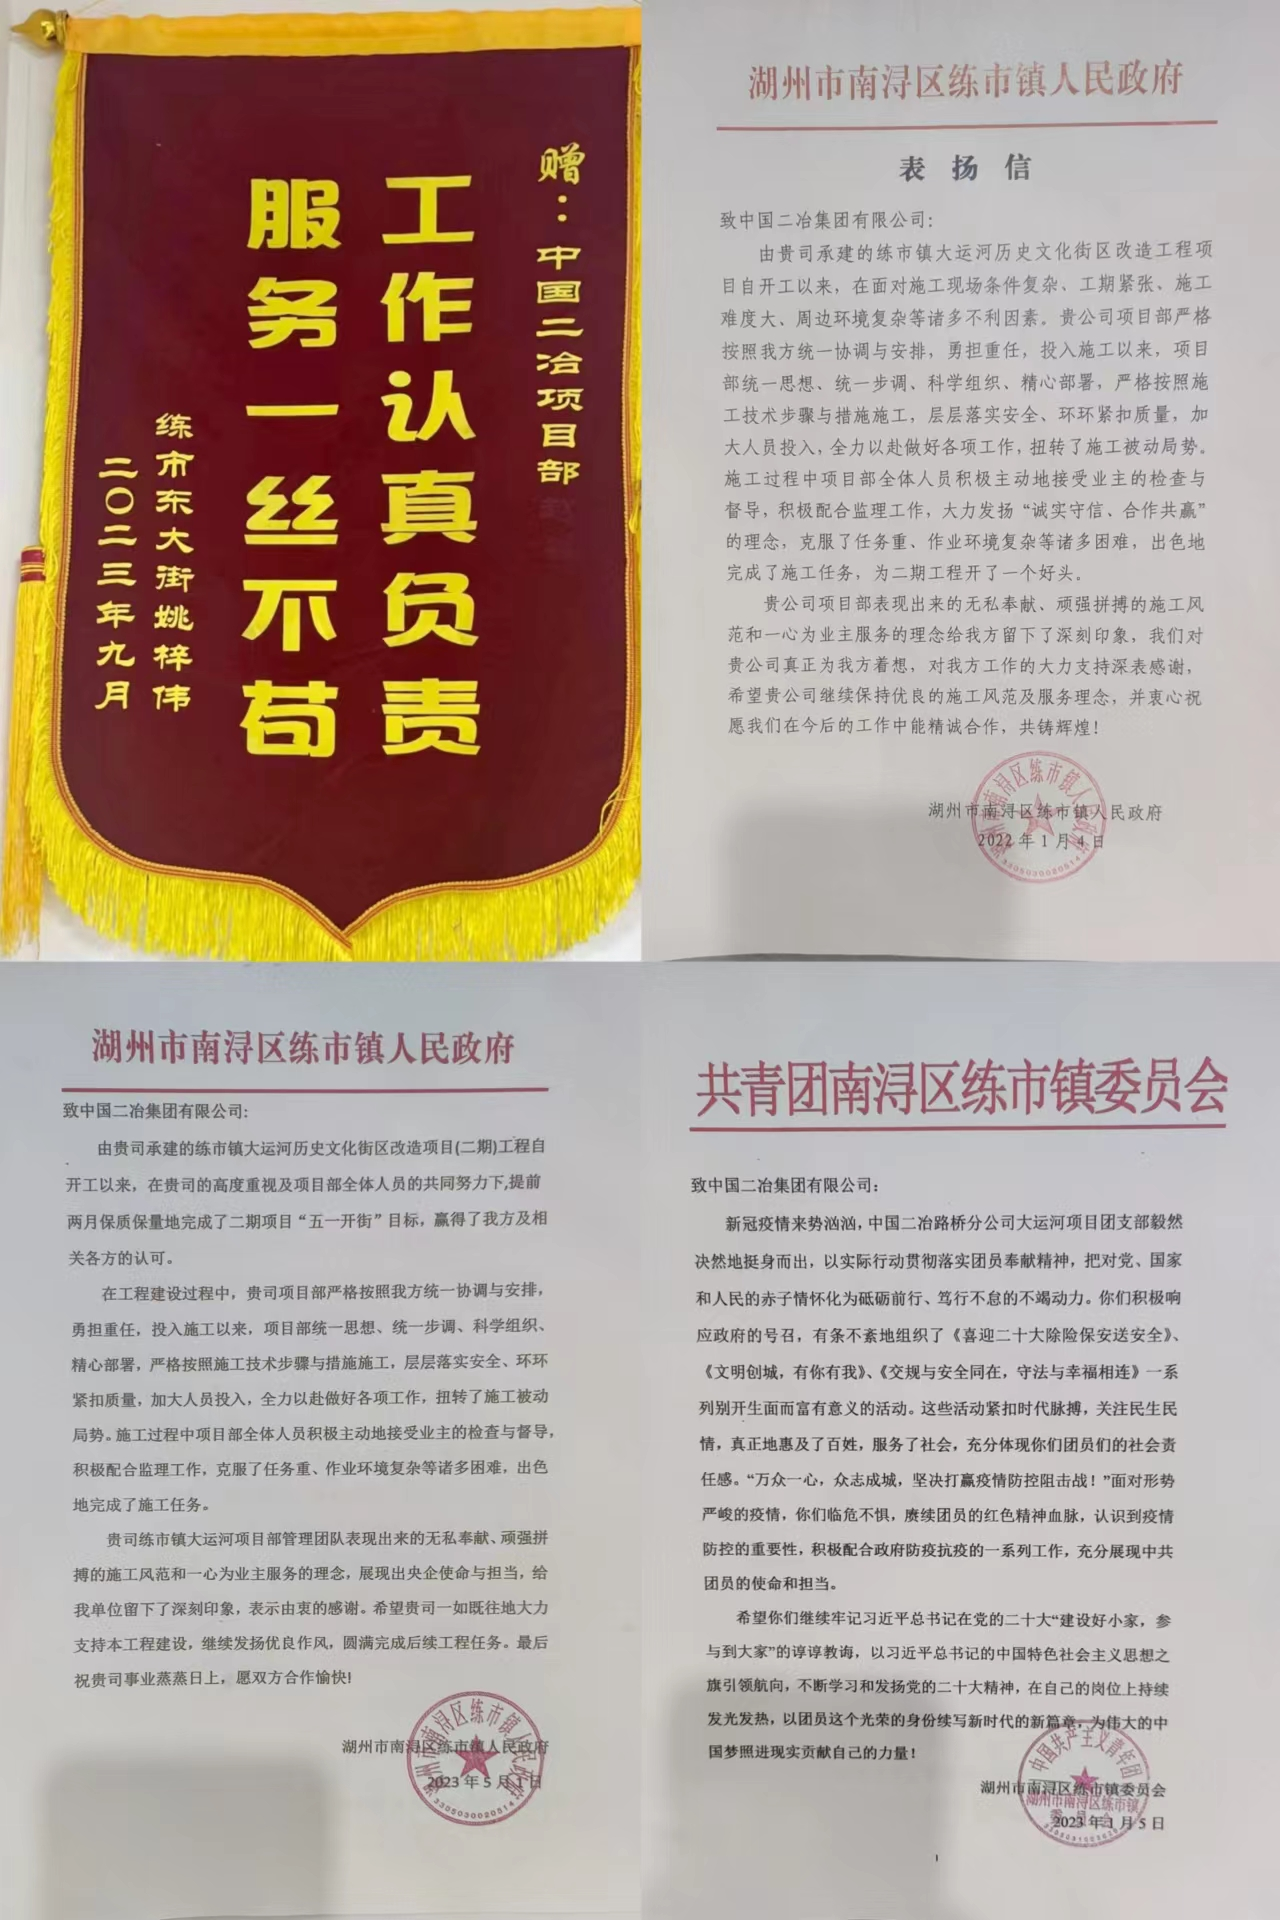 赠：中国二冶项目部
工作认真负责
服务一丝不苟
练市东大街姚梓伟
二〇二三年九月
湖州市南浔区练市镇人民政府
表扬信
致中国二冶集团有限公司：
由贵司承建的练市镇大运河历史文化街区改造工程项
目自开工以来，在面对施工现场条件复杂、工期紧张、施工
难度大、周边环境复杂等诸多不利因素。贵公司项目部严格
按照我方统一协调与安排，勇担重任，投入施工以来，项目
部统一思想、统一步调、科学组织、精心部署，严格按照施
工技术步骤与措施施工，层层落实安全、环环紧扣质量，加
大人员投入，全力以赴做好各项工作，扭转了施工被动局势。
施工过程中项目部全体人员积极主动地接受业主的检查与
督导，积极配合监理工作，大力发扬“诚实守信、合作共赢”
的理念，克服了任务重、作业环境复杂等诸多困难，出色地
完成了施工任务，为二期工程开了一个好头。
贵公司项目部表现出来的无私奉献、顽强拼搏的施工风
范和一心为业主服务的理念给我方留下了深刻印象，我们对
贵公司真正为我方着想，对我方工作的大力支持深表感谢，
希望贵公司继续保持优良的施工风范及服务理念，并衷心祝
愿我们在今后的工作中能精诚合作，共铸辉煌！
湖州市南浔区练市镇人民政府
2022年1月4日
湖州市南浔区练市镇人民政府
3305030020514
湖州市南浔区练市镇人民政府
致中国二冶集团有限公司：
由贵司承建的练市镇大运河历史文化街区改造项目(二期)工程自
开工以来，在贵司的高度重视及项目部全体人员的共同努力下,提前
两月保质保量地完成了二期项目“五一开街”目标，赢得了我方及相
关各方的认可。
在工程建设过程中，贵司项目部严格按照我方统一协调与安排，
勇担重任，投入施工以来，项目部统一思想、统一步调、科学组织、
精心部署，严格按照施工技术步骤与措施施工，层层落实安全、环环
紧扣质量，加大人员投入，全力以赴做好各项工作，扭转了施工被动
局势。施工过程中项目部全体人员积极主动地接受业主的检查与督导，
积极配合监理工作，克服了任务重、作业环境复杂等诸多困难，出色
地完成了施工任务。
贵司练市镇大运河项目部管理团队表现出来的无私奉献、顽强拼
搏的施工风范和一心为业主服务的理念，展现出央企使命与担当，给
我单位留下了深刻印象，表示由衷的感谢。希望贵司一如既往地大力
支持本工程建设，继续发扬优良作风，圆满完成后续工程任务。最后
祝贵司事业蒸蒸日上，愿双方合作愉快!
湖州市南浔区练市镇人民政府
2023年5月1日
湖州市南浔区练市镇人民政府
3305030020514
共青团南浔区练市镇委员会
致中国二冶集团有限公司：
新冠疫情来势汹汹，中国二冶路桥分公司大运河项目团支部毅然
决然地挺身而出，以实际行动贯彻落实团员奉献精神，把对党、国家
和人民的赤子情怀化为砥砺前行、笃行不怠的不竭动力。你们积极响
应政府的号召，有条不紊地组织了《喜迎二十大除险保安送安全》、
《文明创城，有你有我》、《交规与安全同在，守法与幸福相连》一系
列别开生面而富有意义的活动。这些活动紧扣时代脉搏，关注民生民
情，真正地惠及了百姓，服务了社会，充分体现你们团员们的社会责
任感。“万众一心，众志成城，坚决打赢疫情防控阻击战！”面对形势
严峻的疫情，你们临危不惧，赓续团员的红色精神血脉，认识到疫情
防控的重要性，积极配合政府防疫抗疫的一系列工作，充分展现中共
团员的使命和担当。
希望你们继续牢记习近平总书记在党的二十大“建设好小家，参
与到大家”的谆谆教诲，以习近平总书记的中国特色社会主义思想之
旗引领航向，不断学习和发扬党的二十大精神，在自己的岗位上持续
发光发热，以团员这个光荣的身份续写新时代的新篇章，为伟大的中
国梦照进现实贡献自己的力量！
湖州市南浔区练市镇委员会
2023年1月5日
中国共产主义青年团
湖州市南浔区练市镇
委员会